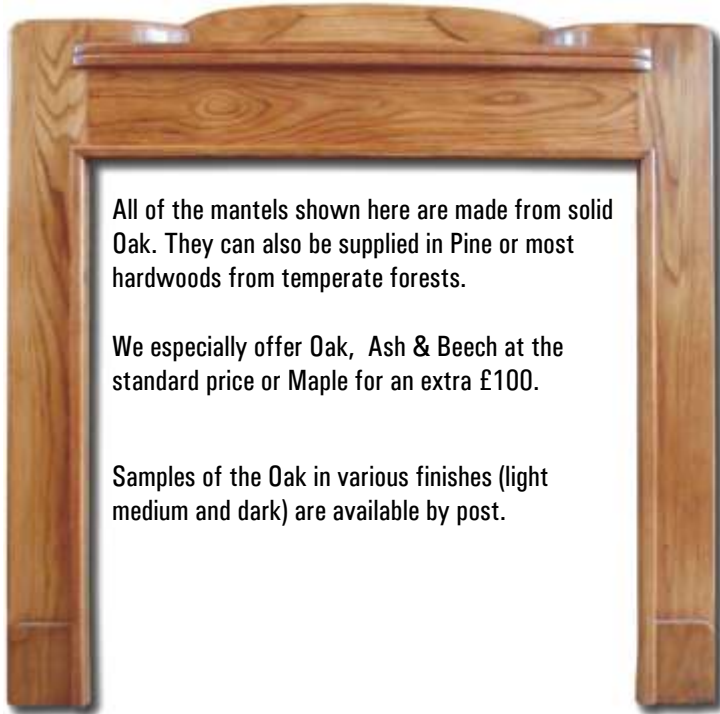 All of the mantels shown here are made from solid
Oak. They can also be supplied in Pine or most
hardwoods from temperate forests.
We especially offer Oak,  Ash & Beech at the
standard price or Maple for an extra £100.
Samples of the Oak in various finishes (light
medium and dark) are available by post.